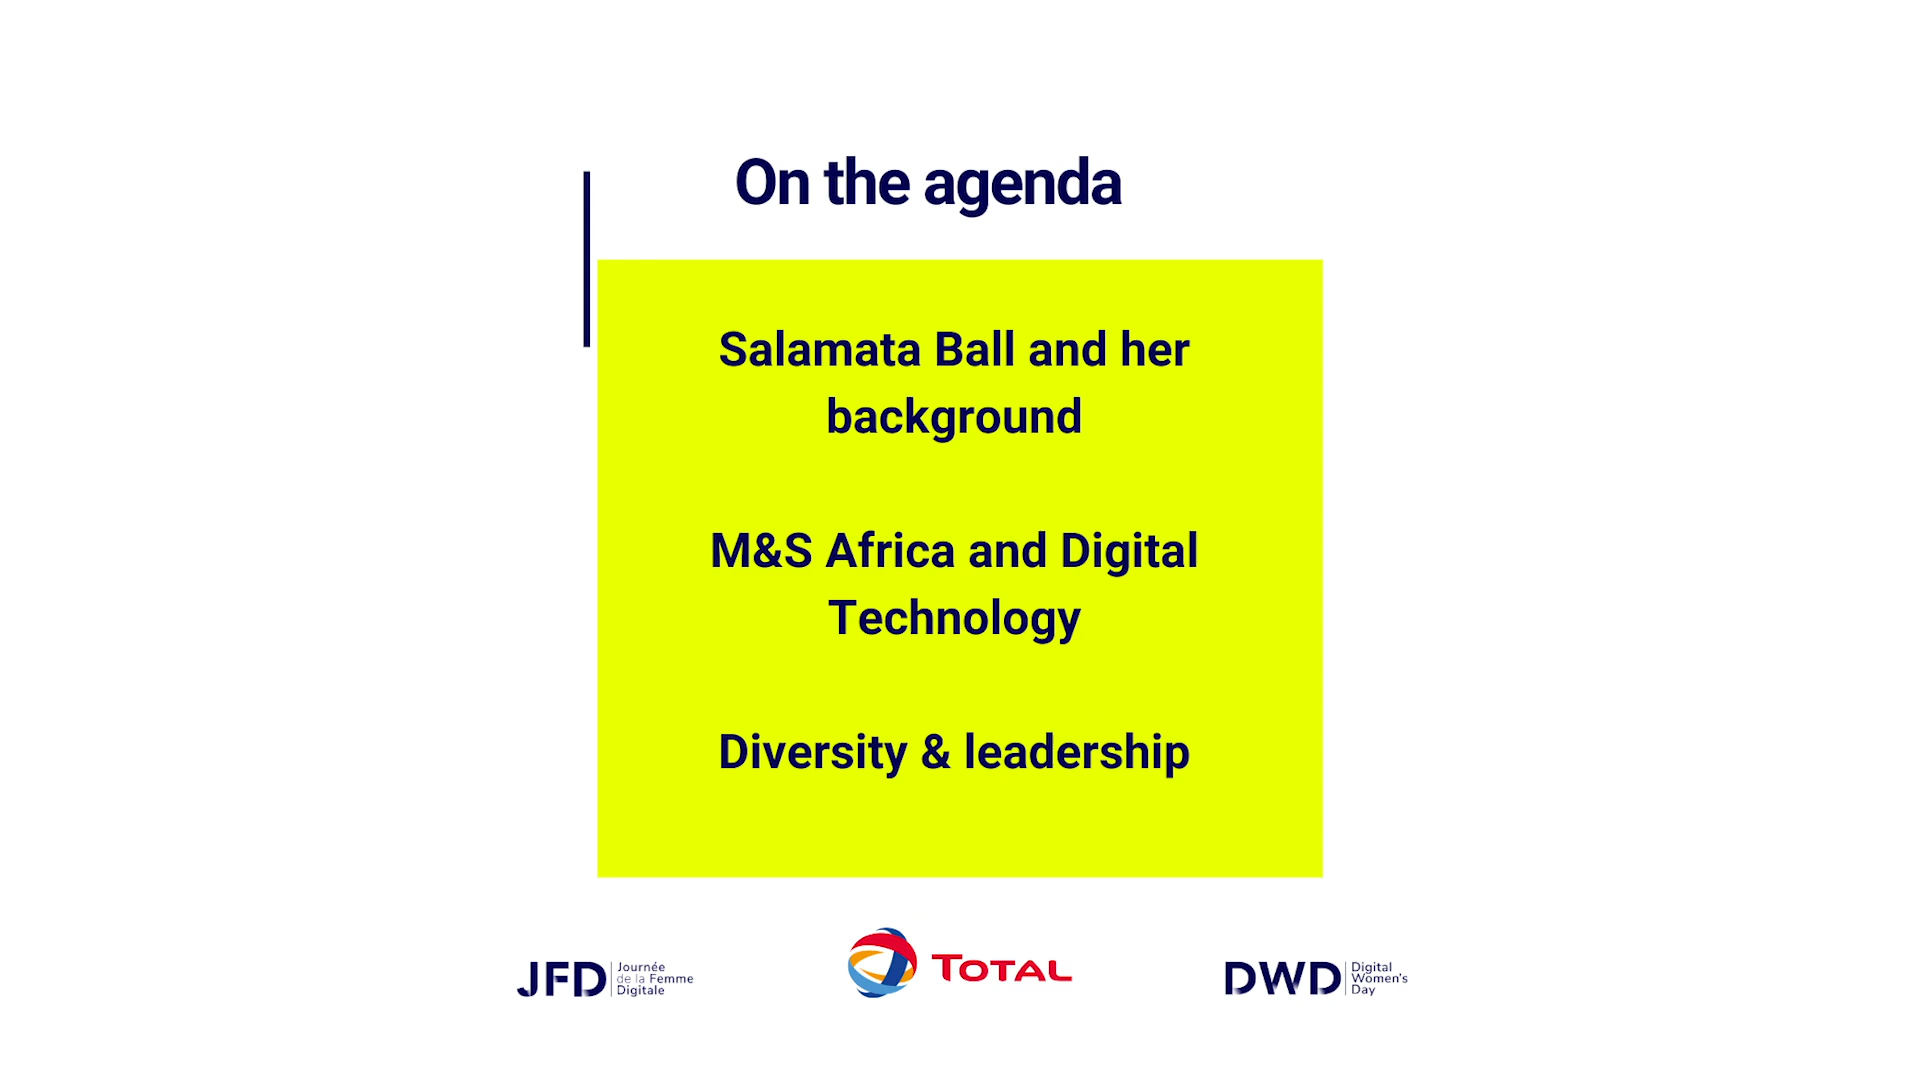 On the agenda
Salamata Ball and her
background
M&S Africa and Digital
Technology
Diversity & leadership
JFD
Journée
de la Femme
Digitale
TOTAL
DWD
Digital
Women's
Day